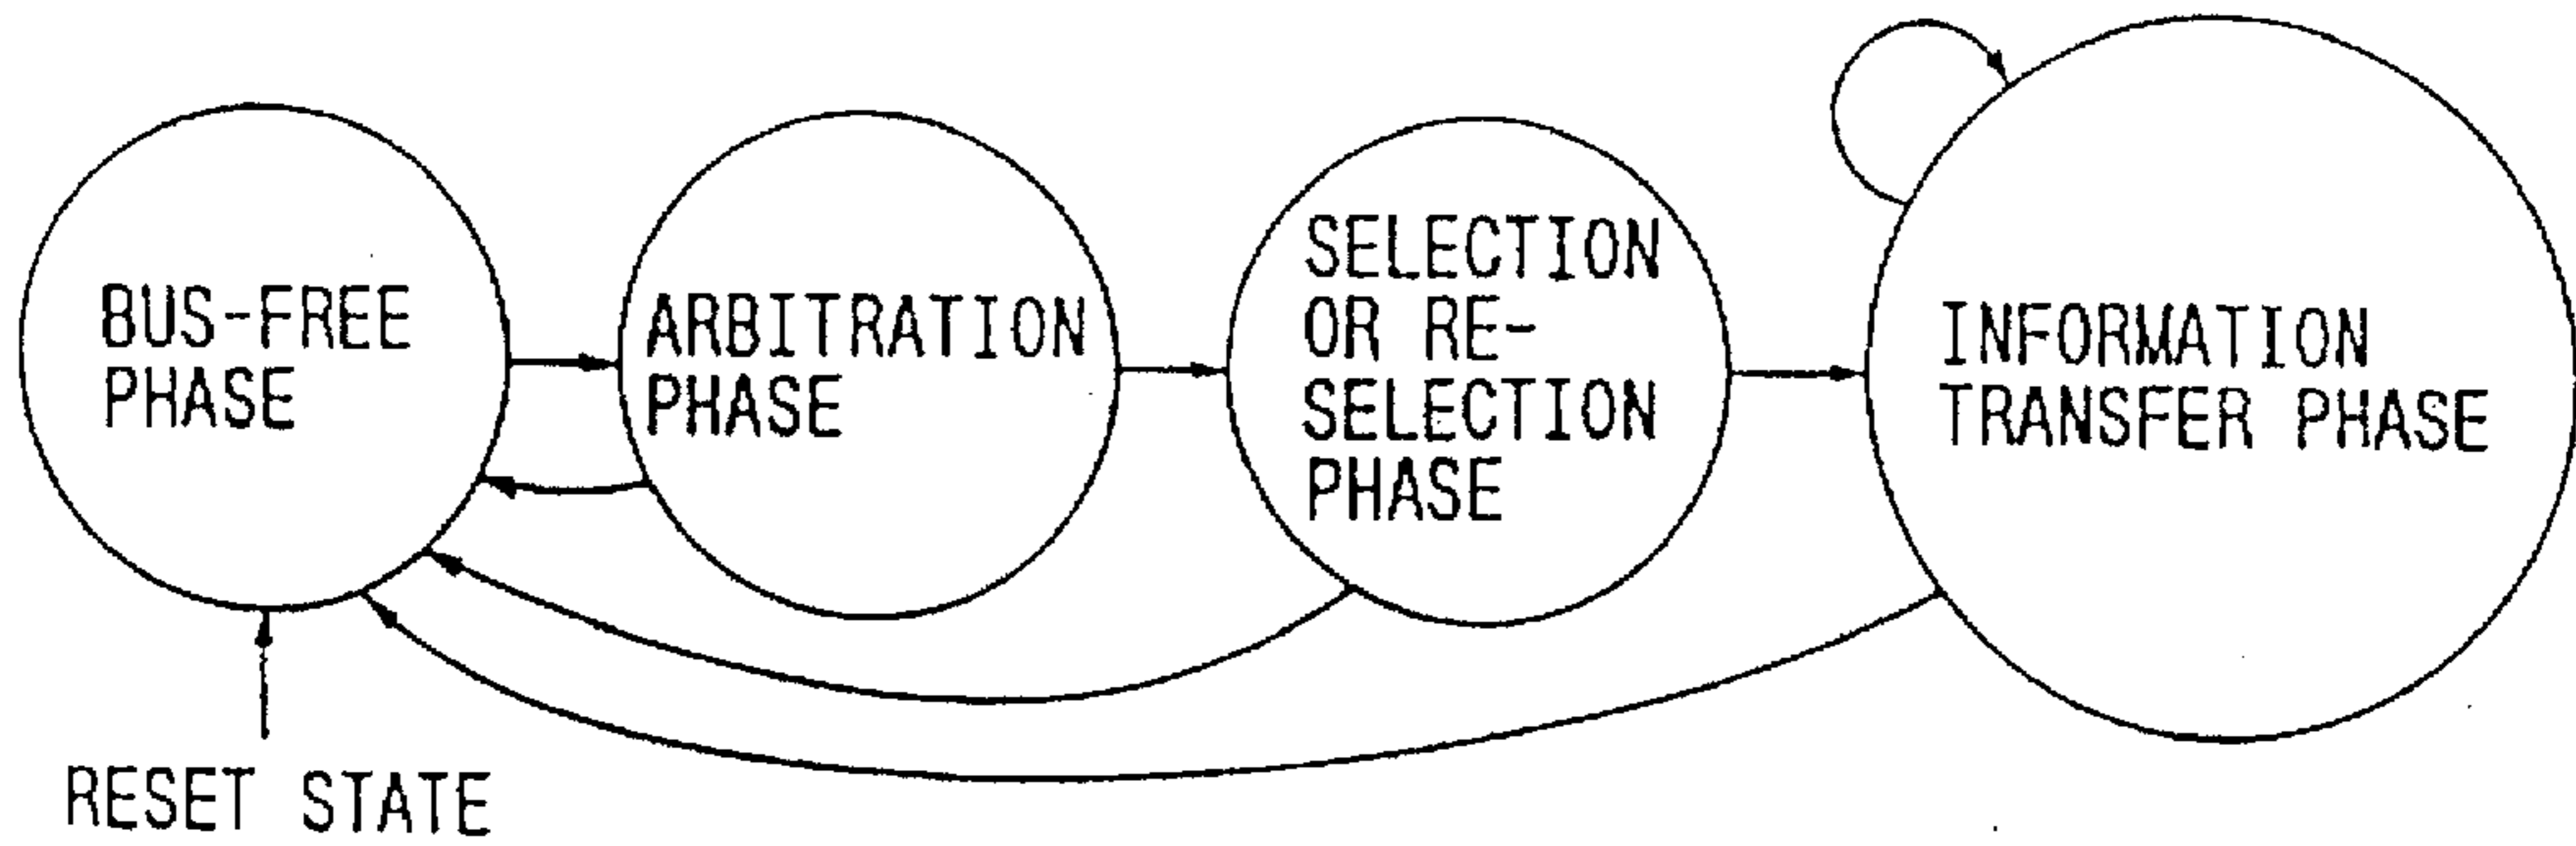 BUS-FREE
PHASE
ARBITRATION
PHASE
SELECTION
OR RE-
SELECTION
PHASE
INFORMATION
TRANSFER PHASE
RESET STATE